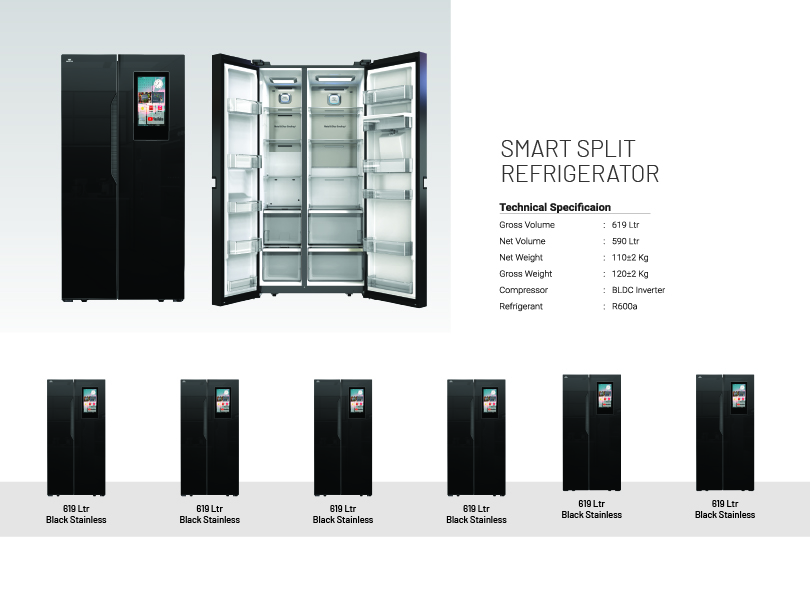 SMART SPLIT
REFRIGERATOR
Technical Specificaion
Gross Volume : 619 Ltr
Net Volume : 590 Ltr
Net Weight : 110±2 Kg
Gross Weight : 120±2 Kg
Compressor : BLDC Inverter
Refrigerant : R600a
619 Ltr
Black Stainless
619 Ltr
Black Stainless
619 Ltr
Black Stainless
619 Ltr
Black Stainless
619 Ltr
Black Stainless
619 Ltr
Black Stainless